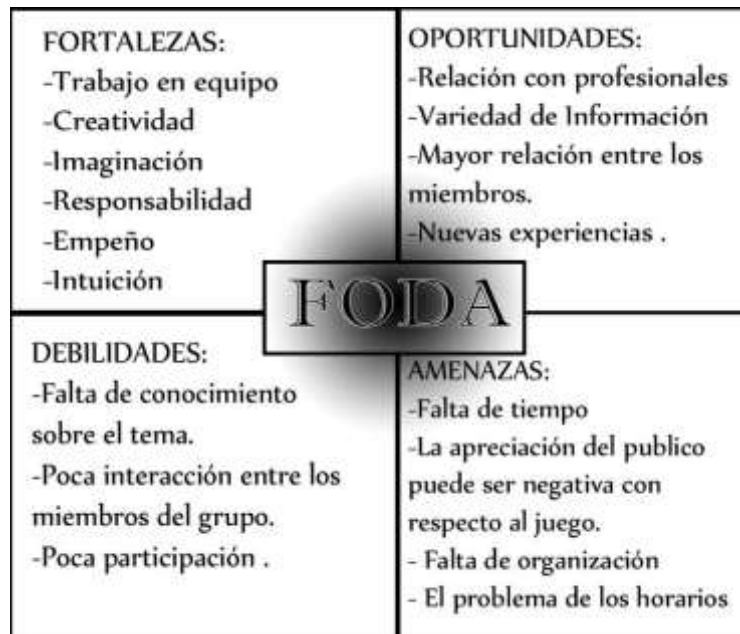 FORTALEZAS:
-Trabajo en equipo
-Creatividad
-Imaginación
-Responsabilidad
-Empeño
-Intuición
OPORTUNIDADES:
-Relación con profesionales
-Variedad de Información
-Mayor relación entre los
miembros.
-Nuevas experiencias .
FODA
DEBILIDADES:
-Falta de conocimiento
sobre el tema.
-Poca interacción entre los
miembros del grupo.
-Poca participación .
AMENAZAS:
-Falta de tiempo
-La apreciación del publico
puede ser negativa con
respecto al juego.
- Falta de organización
- El problema de los horarios